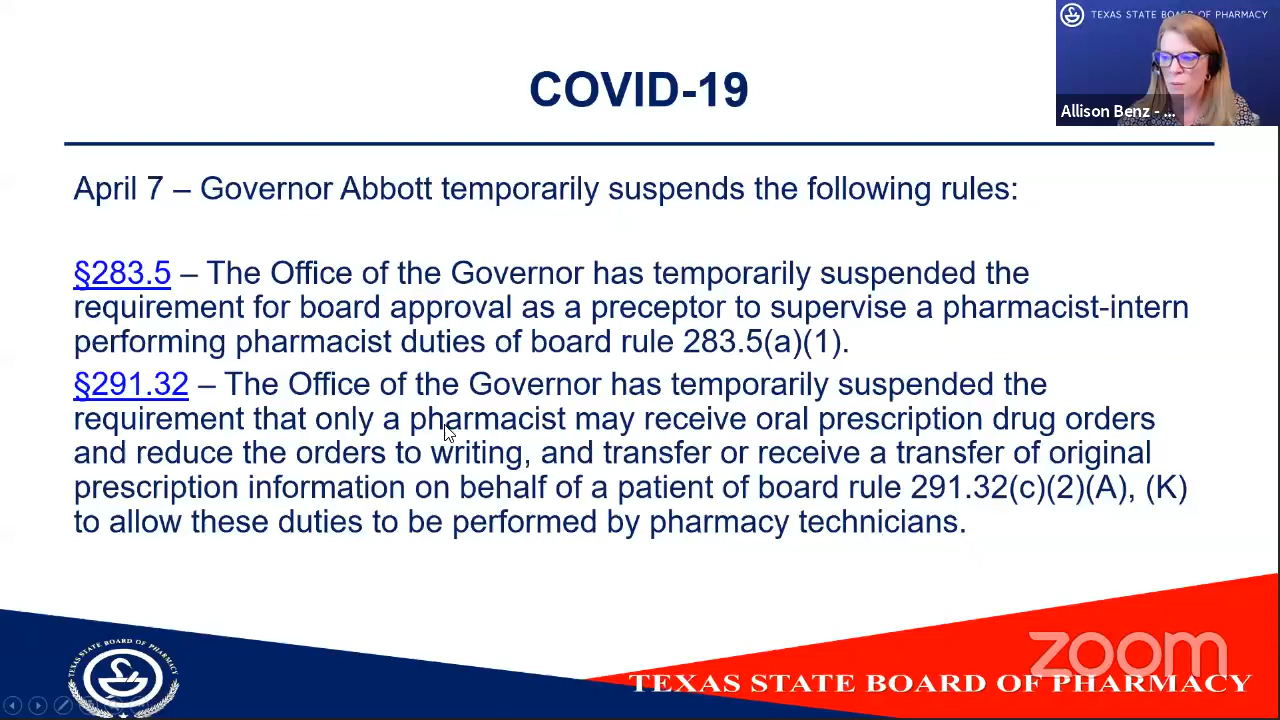 TEXAS STATE BOARD OF PHARMACY
COVID-19
Allison Benz - ...
April 7 – Governor Abbott temporarily suspends the following rules:
§283.5 – The Office of the Governor has temporarily suspended the
requirement for board approval as a preceptor to supervise a pharmacist-intern
performing pharmacist duties of board rule 283.5(a)(1).
§291.32 – The Office of the Governor has temporarily suspended the
requirement that only a pharmacist may receive oral prescription drug orders
and reduce the orders to writing, and transfer or receive a transfer of original
prescription information on behalf of a patient of board rule 291.32(c)(2)(A), (K)
to allow these duties to be performed by pharmacy technicians.
TEXAS STATE BOARD OF PHARMACY
zoom
TEXAS STATE BOARD OF PHARMACY